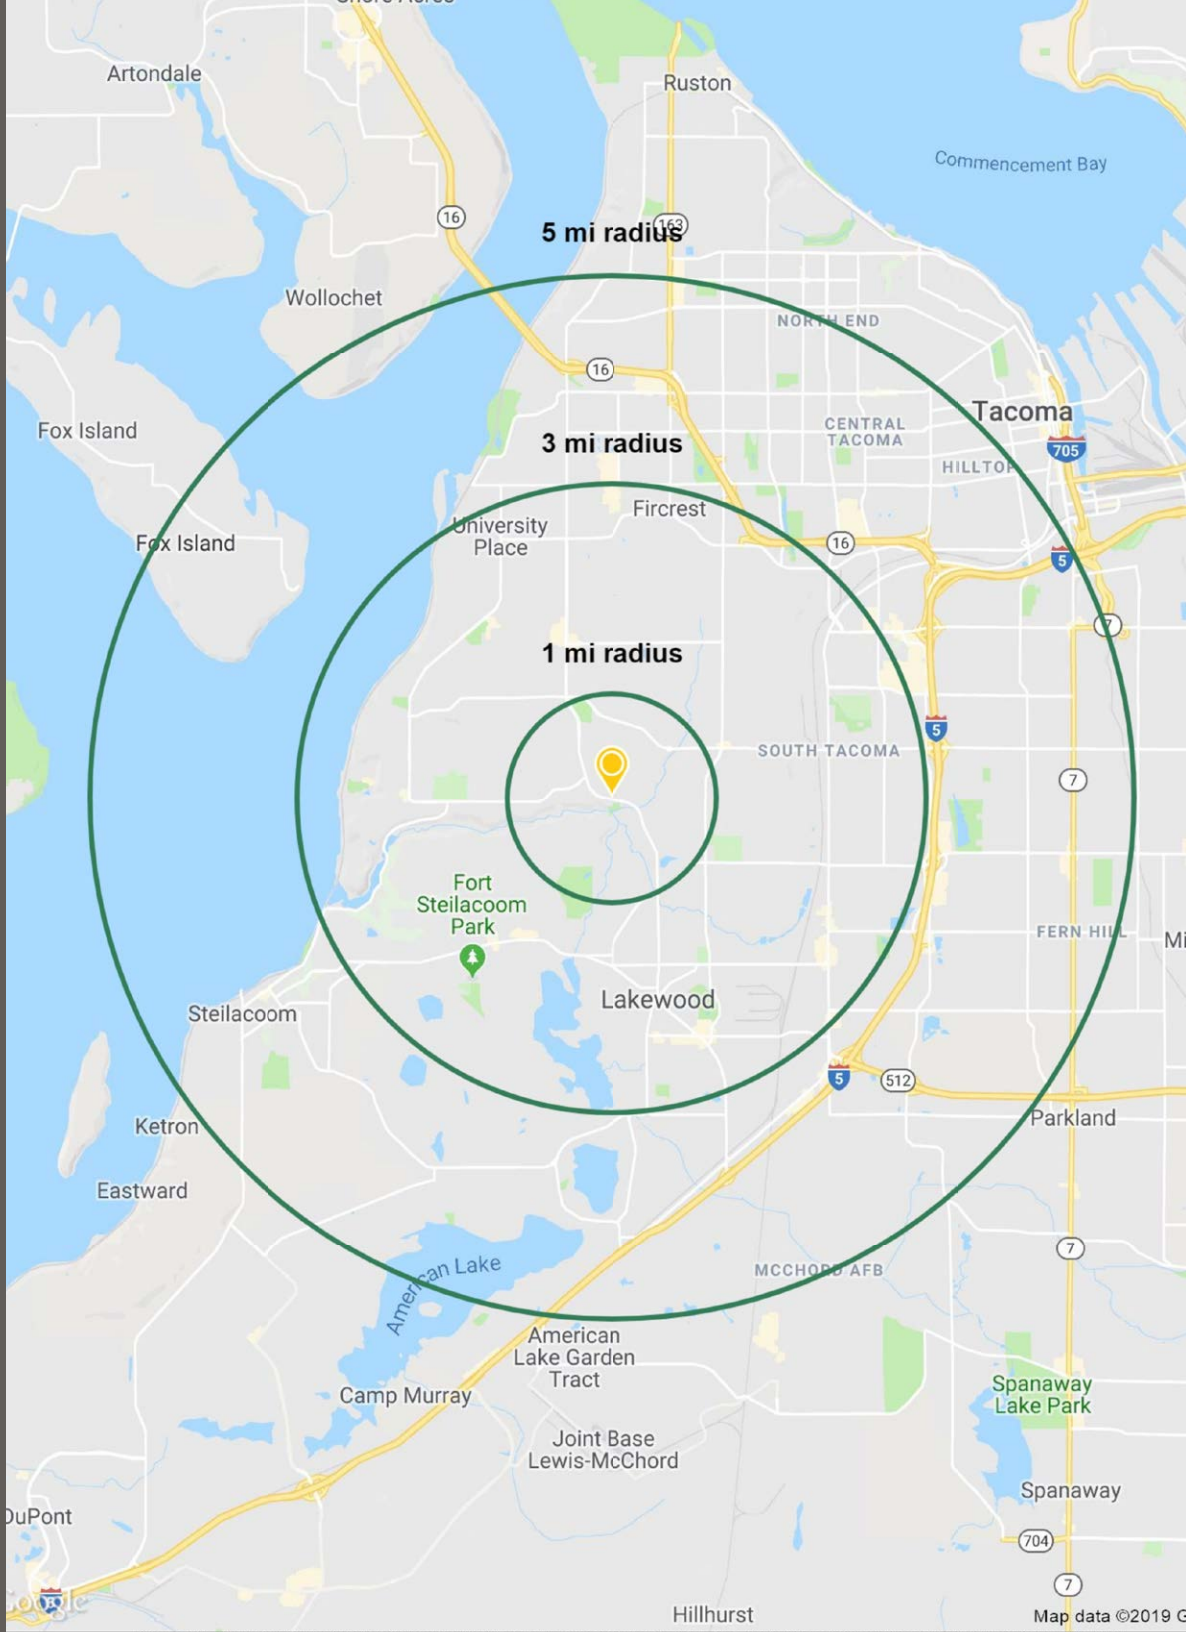 Shore Acres
Artondale
Ruston
Commencement Bay
16
163
5 mi radius
Wollochet
NORTH END
16
Tacoma
Fox Island
CENTRAL
TACOMA
3 mi radius
705
HILLTOP
Fircrest
University
Place
Fox Island
16
5
7
1 mi radius
5
SOUTH TACOMA
7
Fort
Steilacoom
Park
FERN HILL
Mi
Lakewood
Steilacoom
5
512
Ketron
Parkland
Eastward
7
American Lake
MCCHORD AFB
American
Lake Garden
Tract
Spanaway
Lake Park
Camp Murray
Joint Base
Lewis-McChord
Spanaway
DuPont
704
7
Google
Hillhurst
Map data ©2019 G